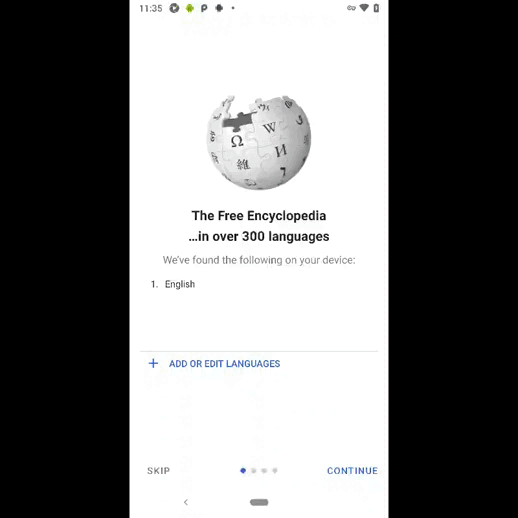 11:35
Ω W
維 И
The Free Encyclopedia
...in over 300 languages
We've found the following on your device:
1. English
+ ADD OR EDIT LANGUAGES
SKIP CONTINUE